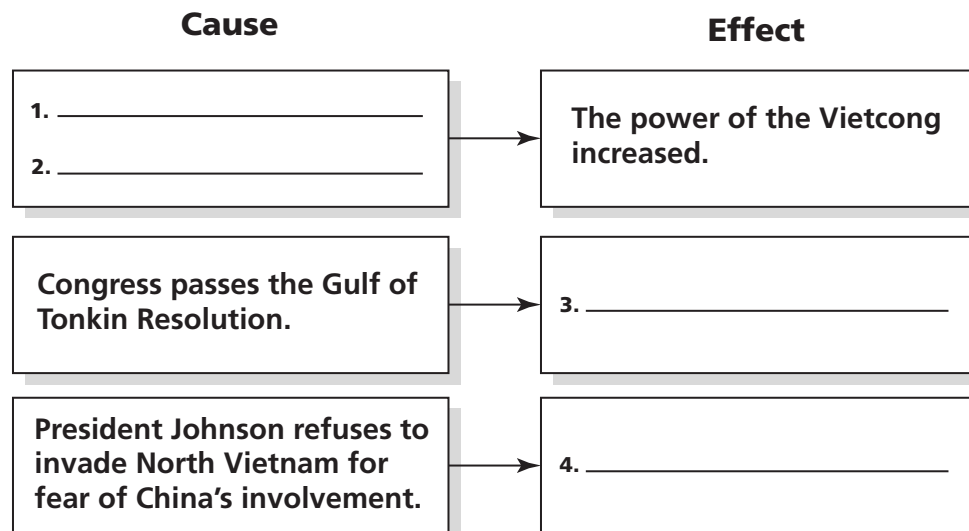 Cause
Effect
1.
2.
The power of the Vietcong
increased.
Congress passes the Gulf of
Tonkin Resolution.
3.
President Johnson refuses to
invade North Vietnam for
fear of China's involvement.
4.